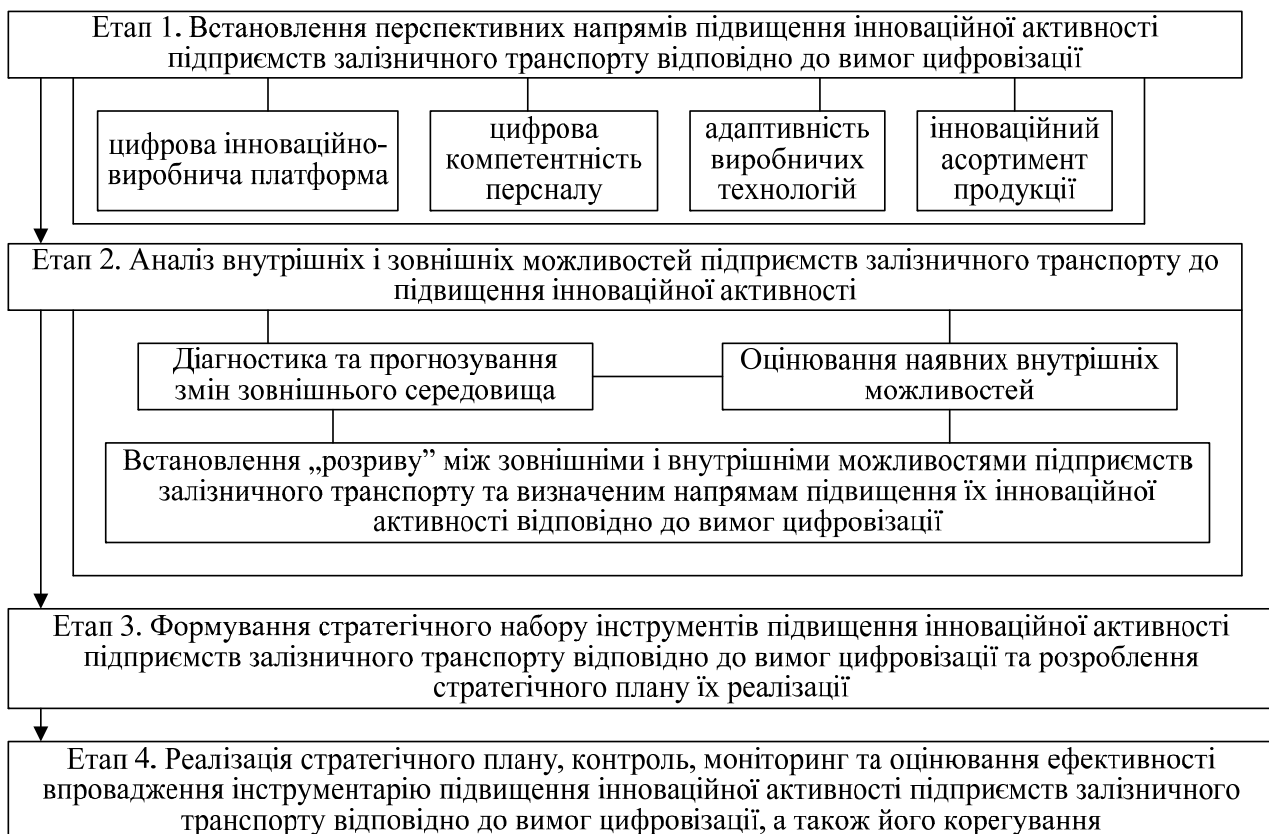 Етап 1. Встановлення перспективних напрямів підвищення інноваційної активності
підприємств залізничного транспорту відповідно до вимог цифровізації
цифрова інноваційно-
виробнича платформа
цифрова
компетентність
персналу
адаптивність
виробничих
технологій
інноваційний
асортимент
продукції
Етап 2. Аналіз внутрішніх і зовнішніх можливостей підприємств залізничного транспорту до
підвищення інноваційної активності
Діагностика та прогнозування
змін зовнішнього середовища
Оцінювання наявних внутрішніх
можливостей
Встановлення „розриву” між зовнішніми і внутрішніми можливостями підприємств
залізничного транспорту та визначеним напрямам підвищення їх інноваційної
активності відповідно до вимог цифровізації
Етап 3. Формування стратегічного набору інструментів підвищення інноваційної активності
підприємств залізничного транспорту відповідно до вимог цифровізації та розроблення
стратегічного плану їх реалізації
Етап 4. Реалізація стратегічного плану, контроль, моніторинг та оцінювання ефективності
впровадження інструментарію підвищення інноваційної активності підприємств залізничного
транспорту відповідно до вимог цифровізації, а також його корегування